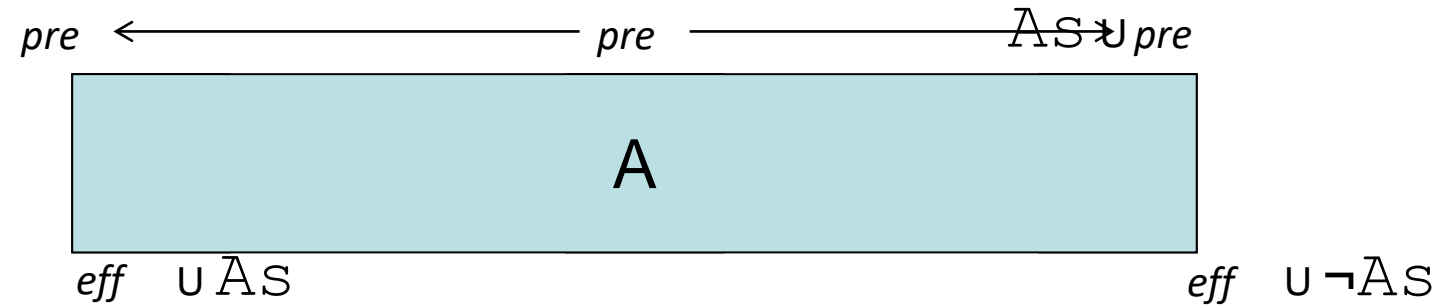 pre pre As ∪ pre
A
eff ∪ As eff ∪ ¬As